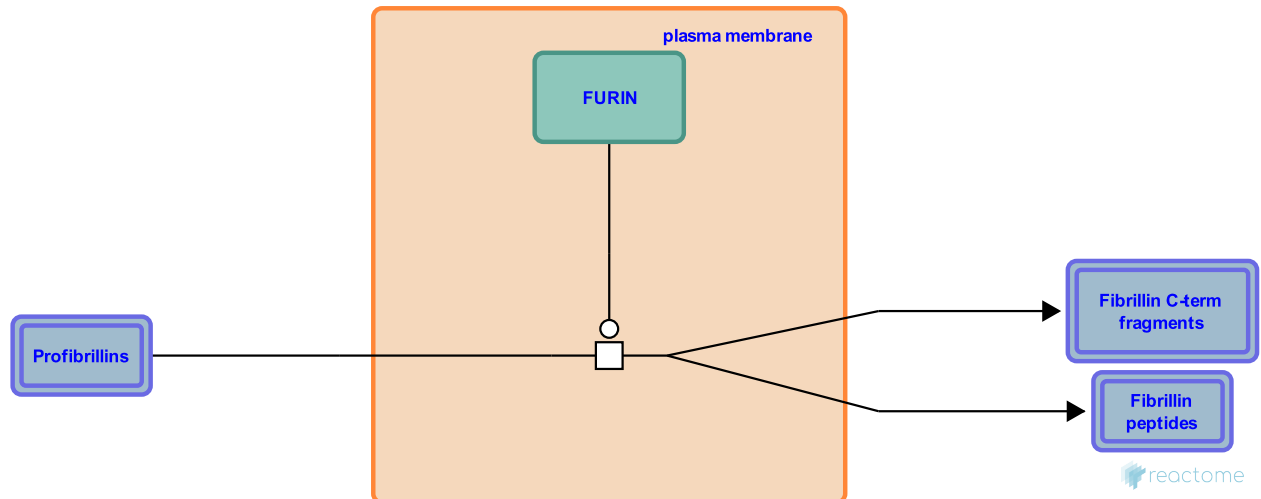 plasma membrane
FURIN
Profibrillins
Fibrillin C-term
fragments
Fibrillin
peptides
reactome